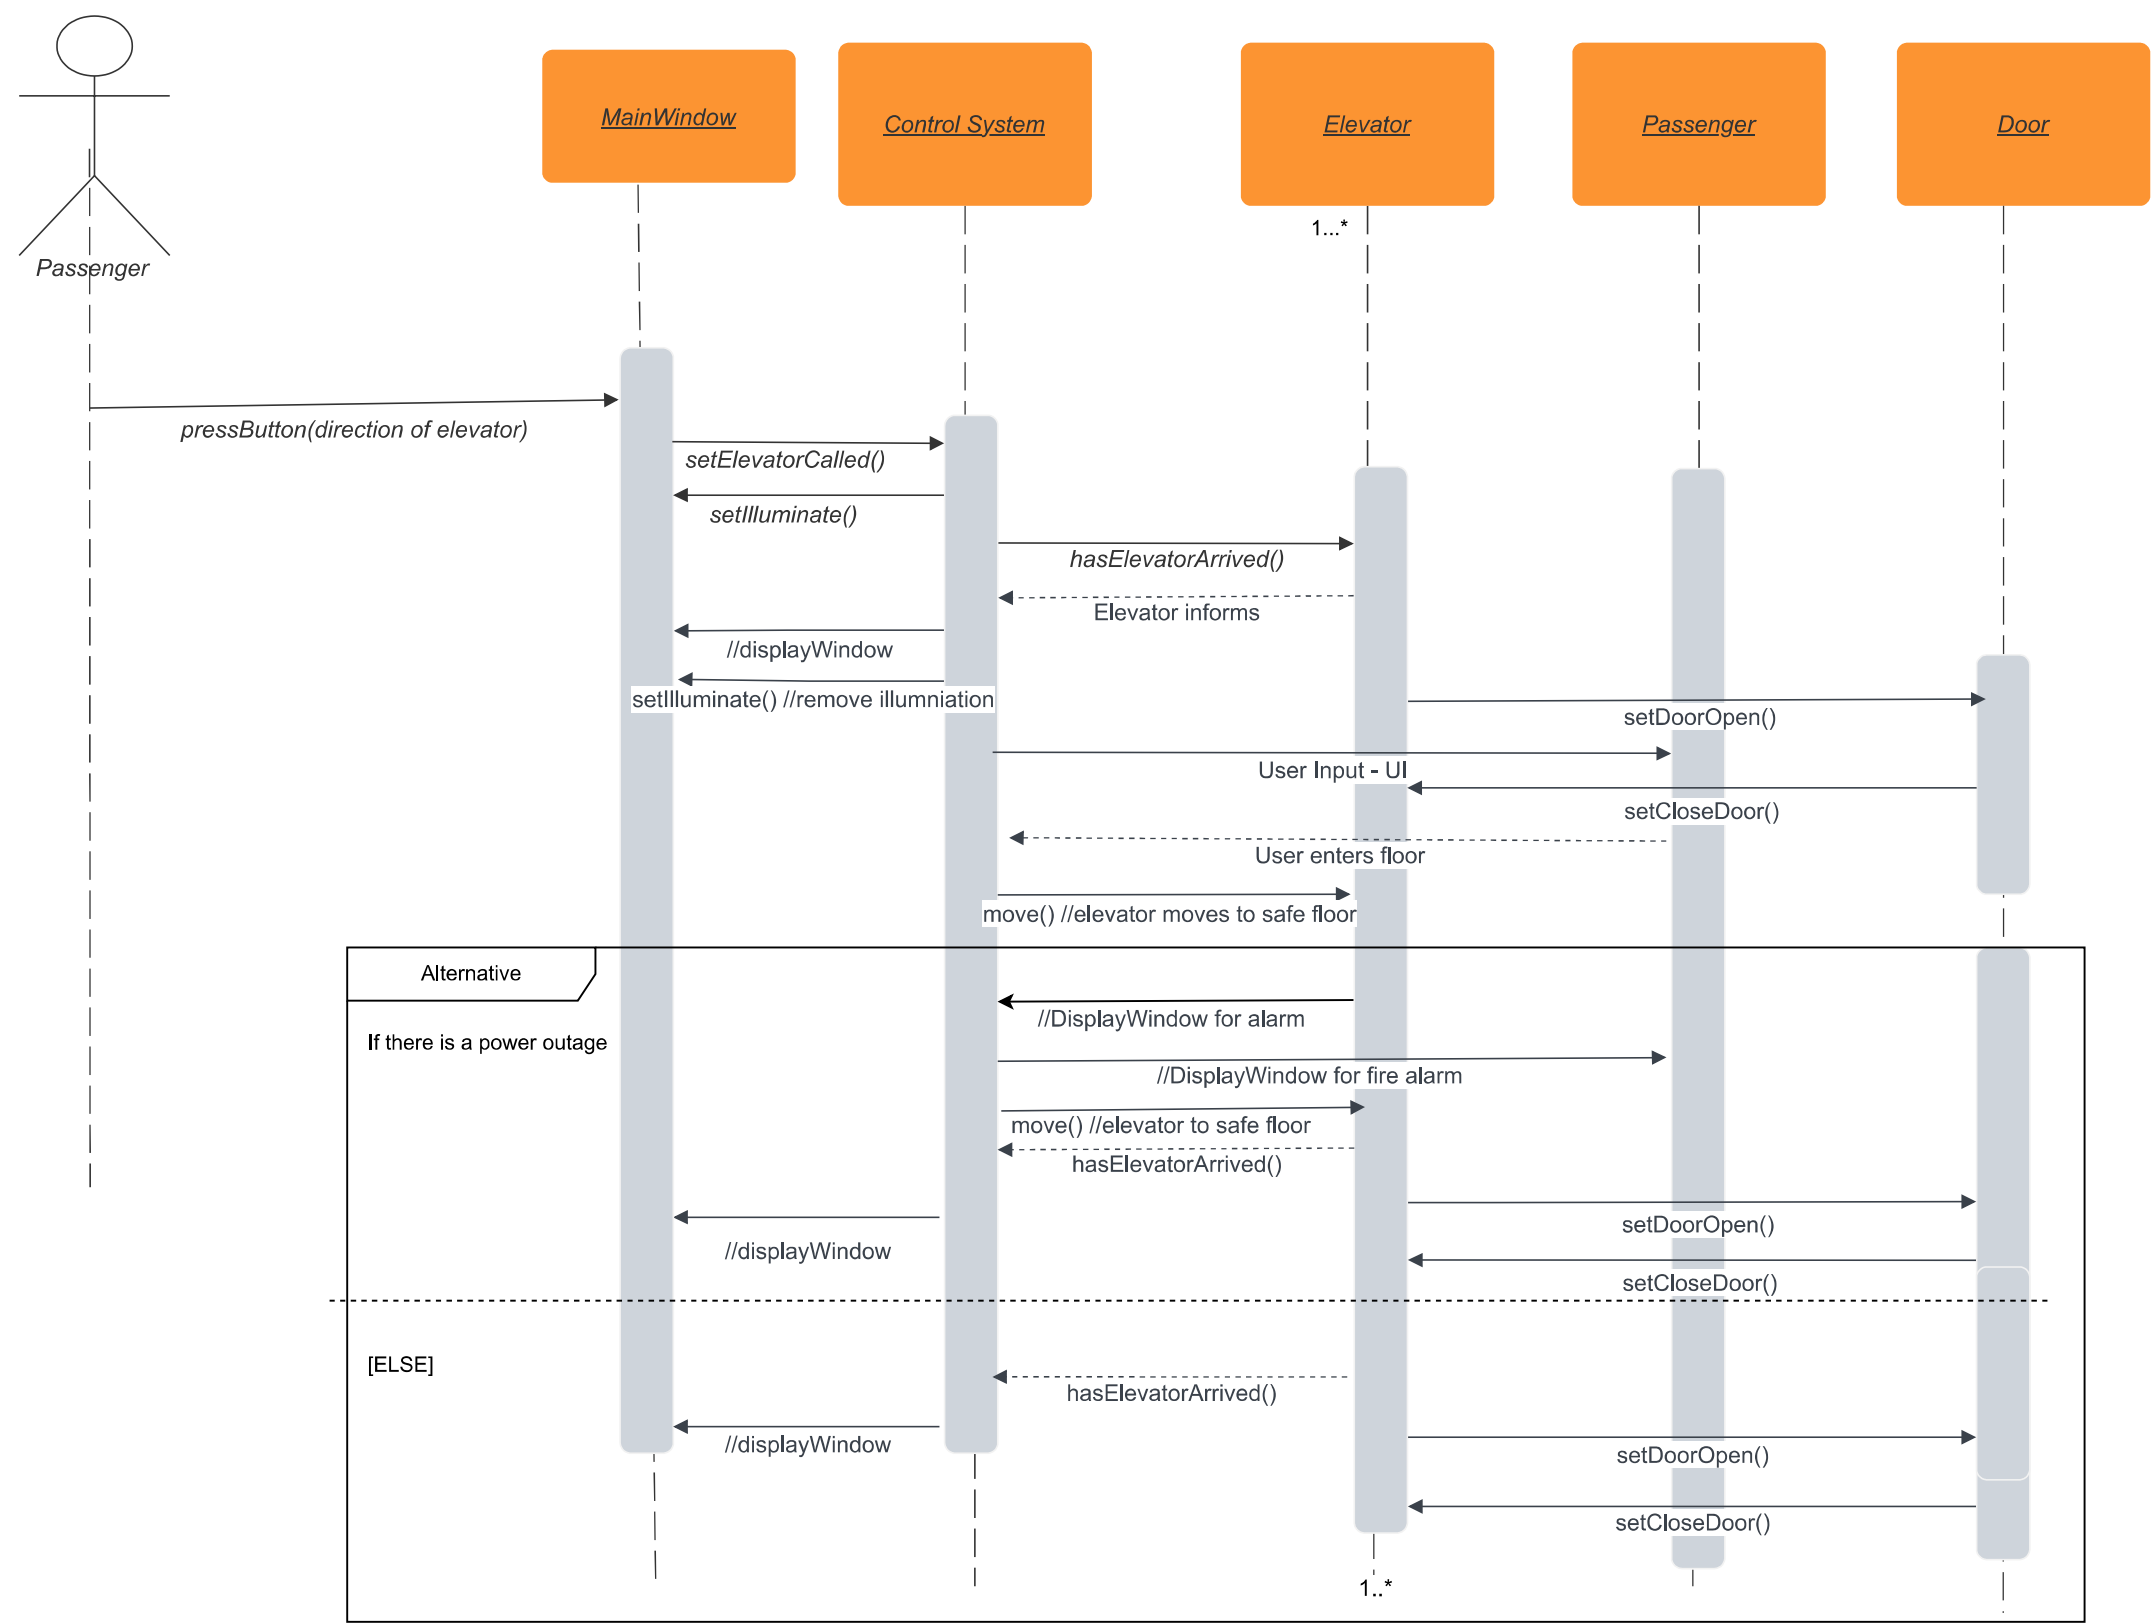 MainWindow
Control System
Elevator
Passenger
Door
1...*
Passenger
pressButton(direction of elevator)
setElevatorCalled()
setIlluminate()
hasElevatorArrived()
Elevator informs
//displayWindow
setIlluminate() //remove illumniation
setDoorOpen()
User Input - UI
setCloseDoor()
User enters floor
move() //elevator moves to safe floor
Alternative
//DisplayWindow for alarm
If there is a power outage
//DisplayWindow for fire alarm
move() //elevator to safe floor
hasElevatorArrived()
setDoorOpen()
//displayWindow
setCloseDoor()
[ELSE]
hasElevatorArrived()
//displayWindow
setDoorOpen()
setCloseDoor()
1..*